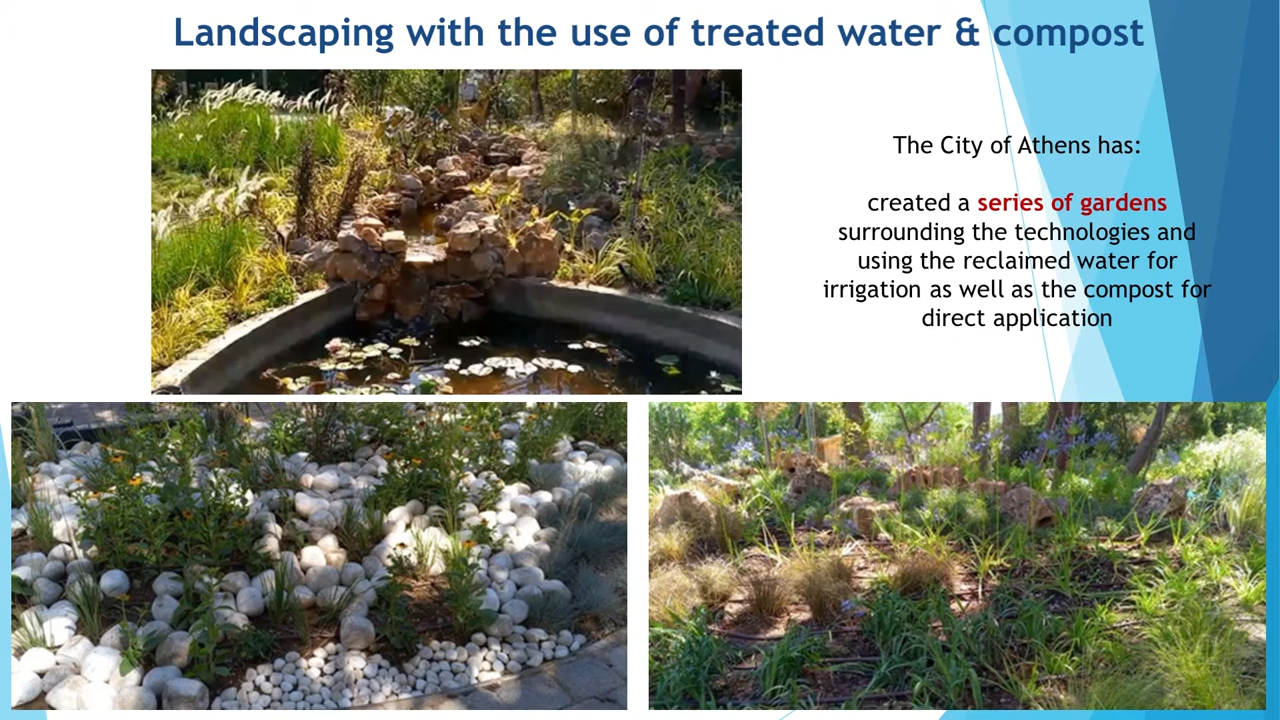 Landscaping with the use of treated water & compost
The City of Athens has:
created a series of gardens
surrounding the technologies and
using the reclaimed water for
irrigation as well as the compost for
direct application